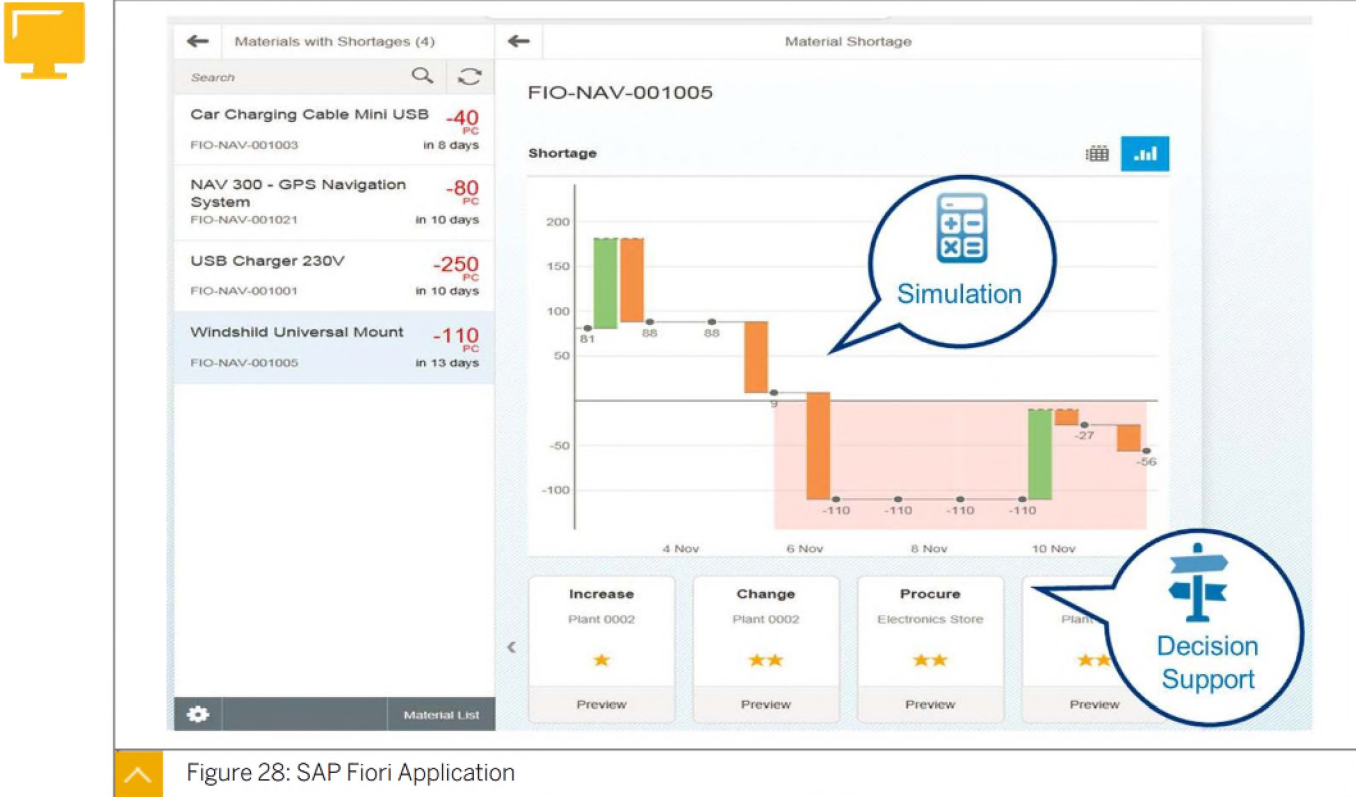 Materials with Shortages (4)
Search
Car Charging Cable Mini USB
-40
PC
FIO-NAV-001003
in 8 days
NAV 300 - GPS Navigation
System
-80
PC
FIO-NAV-001021
in 10 days
USB Charger 230V
-250
PC
FIO-NAV-001001
in 10 days
Windshild Universal Mount
-110
PC
FIO-NAV-001005
in 13 days
Material List
Material Shortage
FIO-NAV-001005
Shortage
200
150
100
50
-50
-100
81
88
88
9
-110
-110
-110
-110
-27
-56
4 Nov
6 Nov
8 Nov
10 Nov
Simulation
Increase
Plant 0002
Preview
Change
Plant 0002
Preview
Procure
Electronics Store
Preview
Preview
Decision
Support
Figure 28: SAP Fiori Application